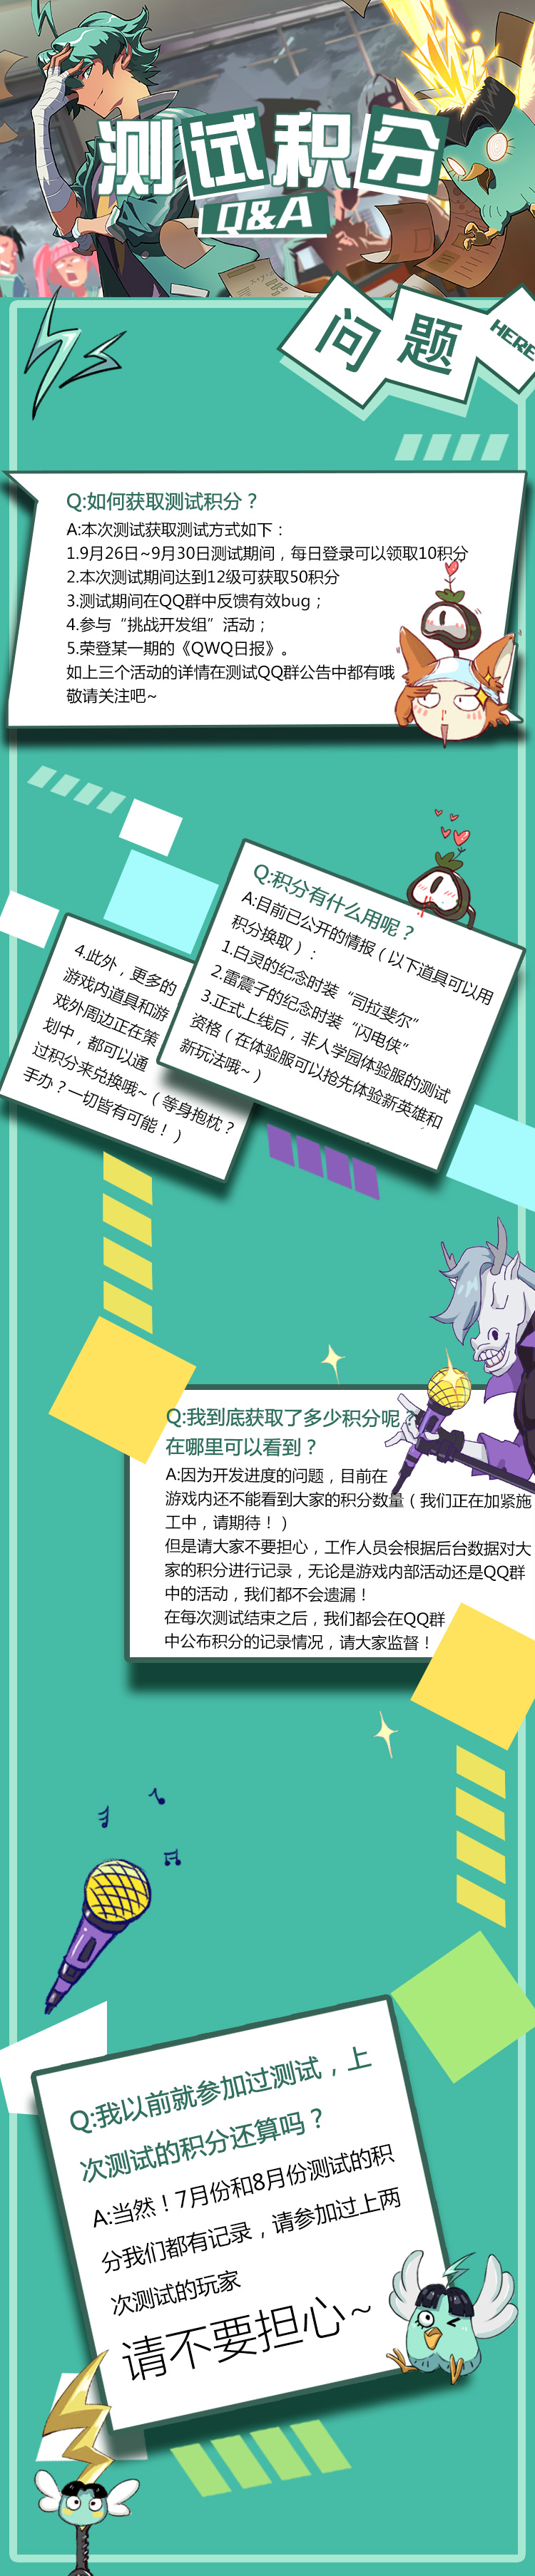 测试积分
Q&A
问题
HERE
Q:如何获取测试积分？
A:本次测试获取测试方式如下：
1.9月26日~9月30日测试期间，每日登录可以领取10积分
2.本次测试期间达到12级可获取50积分
3.测试期间在QQ群中反馈有效bug；
4.参与“挑战开发组”活动；
5.荣登某一期的《QWQ日报》。
如上三个活动的详情在测试QQ群公告中都有哦
敬请关注吧~
Q:积分有什么用呢？
A:目前已公开的情报（以下道具可以用
积分换取）：
1.白灵的纪念时装“司拉斐尔”
2.雷震子的纪念时装“闪电侠”
3.正式上线后，非人学园体验服的测试
资格（在体验服可以抢先体验新英雄和
新玩法哦~）
4.此外，更多的
游戏内道具和游
戏外周边正在策
划中，都可以通
过积分来兑换哦~（等身抱枕？
手办？一切皆有可能！）
Q:我到底获取了多少积分呢？
在哪里可以看到？
A:因为开发进度的问题，目前在
游戏内还不能看到大家的积分数量（我们正在加紧施
工中，请期待！）
但是请大家不要担心，工作人员会根据后台数据对大
家的积分进行记录，无论是游戏内部活动还是QQ群
中的活动，我们都不会遗漏！
在每次测试结束之后，我们都会在QQ群
中公布积分的记录情况，请大家监督！
Q:我以前就参加过测试，上
次测试的积分还算吗？
A:当然！7月份和8月份测试的积
分我们都有记录，请参加过上两
次测试的玩家
请不要担心~